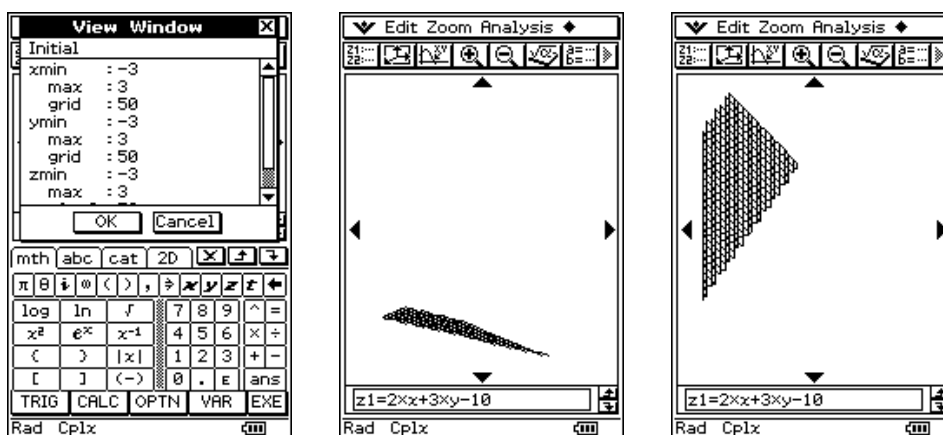 View Window
Initial
xmin :-3
max :3
grid :50
ymin :-3
max :3
grid :50
zmin :-3
max :3
OK Cancel
mth abc cat 2D
π θ i ∞ ( ) , ⇒ x y z t ←
log ln √ 7 8 9 ^ =
x² eˣ x⁻¹ 4 5 6 × ÷
( ) |x| 1 2 3 + −
[ ] (−) 0 . E ans
TRIG CALC OPTN VAR EXE
Rad Cplx
Edit Zoom Analysis
z1=2×x+3×y-10
Rad Cplx
Edit Zoom Analysis
z1=2×x+3×y-10
Rad Cplx